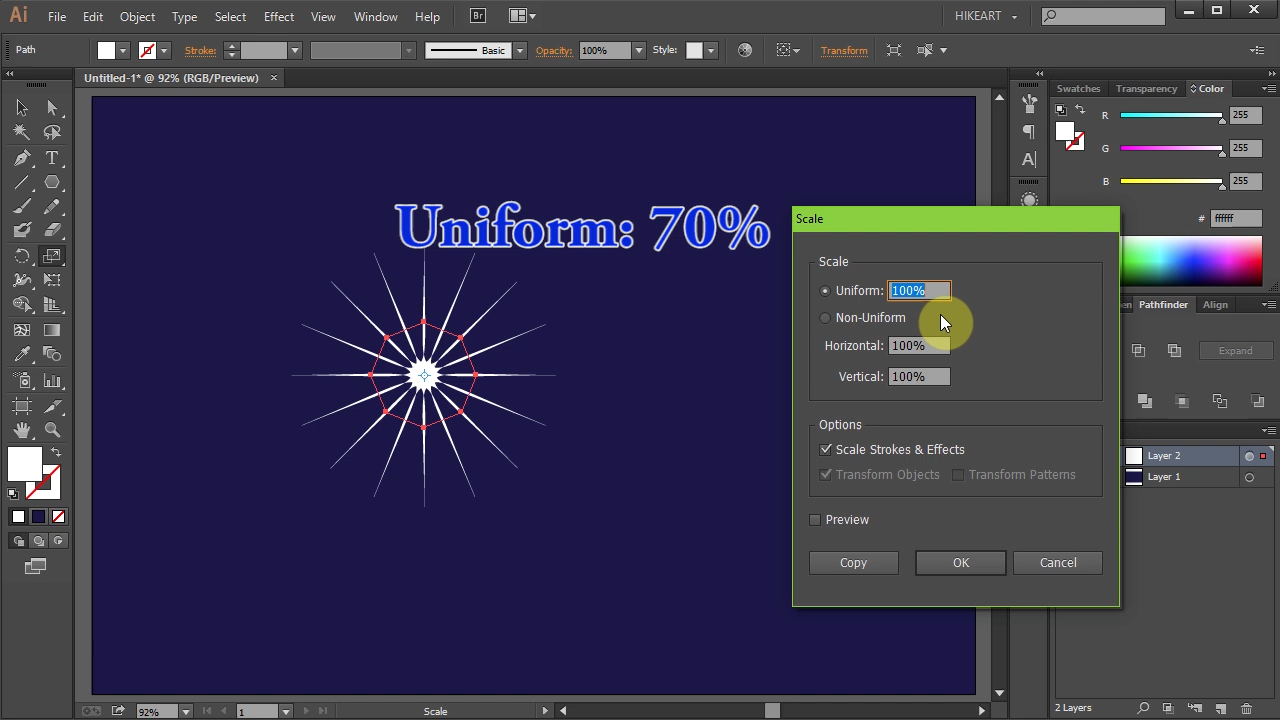 Ai File Edit Object Type Select Effect View Window Help Br HIKEART
Path Stroke: Basic Opacity: 100% Style: Transform
Untitled-1* @ 92% (RGB/Preview) ×
Swatches Transparency Color
R 255
G 255
B 255
# ffffff
Uniform: 70%
Scale
Scale
Uniform: 100%
Non-Uniform
Horizontal: 100%
Vertical: 100%
Options
Scale Strokes & Effects
Transform Objects Transform Patterns
Preview
Copy OK Cancel
Pathfinder Align
Expand
Layer 2
Layer 1
2 Layers
92% 1 Scale